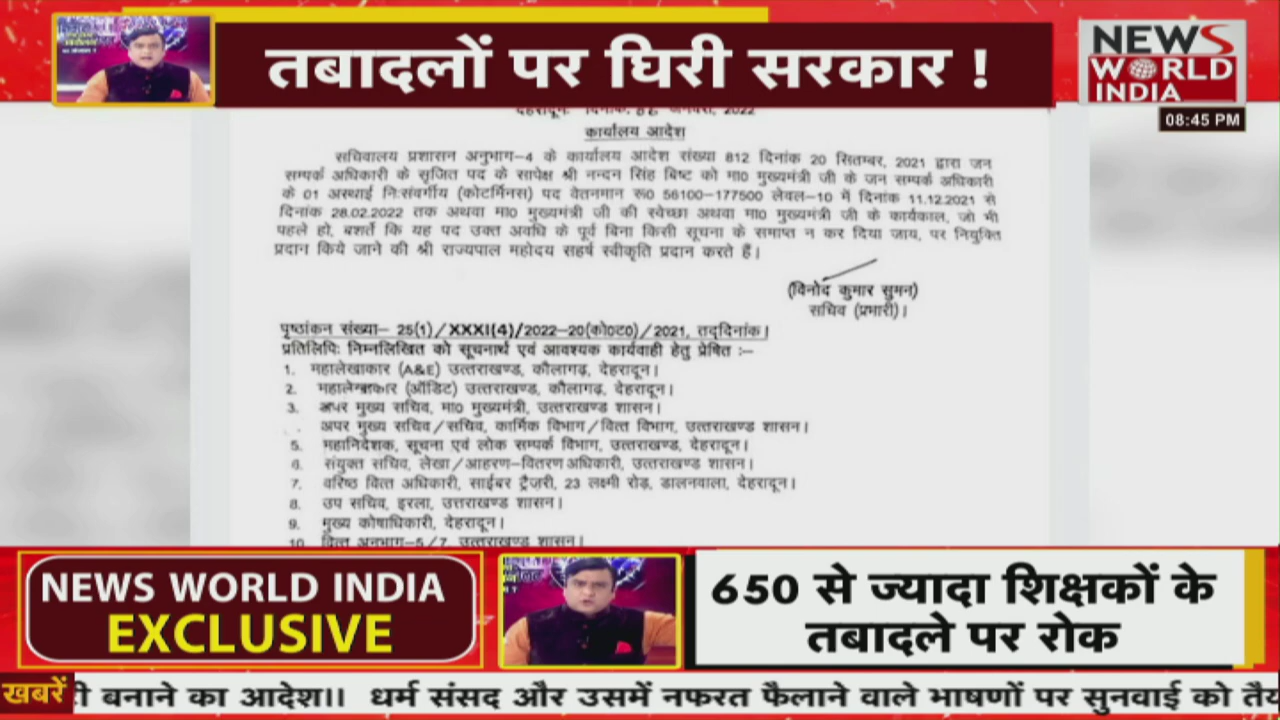 तबादलों पर घिरी सरकार !
NEWS
WORLD
INDIA
08:45 PM
कार्यालय आदेश
सचिवालय प्रशासन अनुभाग–4 के कार्यालय आदेश संख्या 812 दिनांक 20 सितम्बर, 2021 द्वारा जन
सम्पर्क अधिकारी के सृजित पद के सापेक्ष श्री नन्दन सिंह बिष्ट को मा0 मुख्यमंत्री जी के जन सम्पर्क अधिकारी
के 01 अस्थाई निःसंवर्गीय (कोटर्मिनस) पद वेतनमान रू0 56100–177500 लेवल–10 में दिनांक 11.12.2021 से
दिनांक 28.02.2022 तक अथवा मा0 मुख्यमंत्री जी की स्वेच्छा अथवा मा0 मुख्यमंत्री जी के कार्यकाल, जो भी
पहले हो, बशर्ते कि यह पद उक्त अवधि के पूर्व बिना किसी सूचना के समाप्त न कर दिया जाय, पर नियुक्ति
प्रदान किये जाने की श्री राज्यपाल महोदय सहर्ष स्वीकृति प्रदान करते हैं।
(विनोद कुमार सुमन)
सचिव (प्रभारी)।
पृष्ठांकन संख्या– 25(1)/XXXI(4)/2022–20(को0ट0)/2021, तद्दिनांक।
प्रतिलिपिः निम्नलिखित को सूचनार्थ एवं आवश्यक कार्यवाही हेतु प्रेषित :–
1. महालेखाकार (A&E) उत्तराखण्ड, कौलागढ़, देहरादून।
2. महालेखाकार (ऑडिट) उत्तराखण्ड, कौलागढ़, देहरादून।
3. अपर मुख्य सचिव, मा0 मुख्यमंत्री, उत्तराखण्ड शासन।
अपर मुख्य सचिव/सचिव, कार्मिक विभाग/वित्त विभाग, उत्तराखण्ड शासन।
5. महानिदेशक, सूचना एवं लोक सम्पर्क विभाग, उत्तराखण्ड, देहरादून।
6. संयुक्त सचिव, लेखा/आहरण–वितरण अधिकारी, उत्तराखण्ड शासन।
7. वरिष्ठ वित्त अधिकारी, साईबर ट्रैज़री, 23 लक्ष्मी रोड़, डालनवाला, देहरादून।
8. उप सचिव, इरला, उत्तराखण्ड शासन।
9. मुख्य कोषाधिकारी, देहरादून।
10. वित्त अनुभाग–5/7, उत्तराखण्ड शासन।
NEWS WORLD INDIA
EXCLUSIVE
650 से ज्यादा शिक्षकों के
तबादले पर रोक
खबरें
री बनाने का आदेश।। धर्म संसद और उसमें नफरत फैलाने वाले भाषणों पर सुनवाई को तै